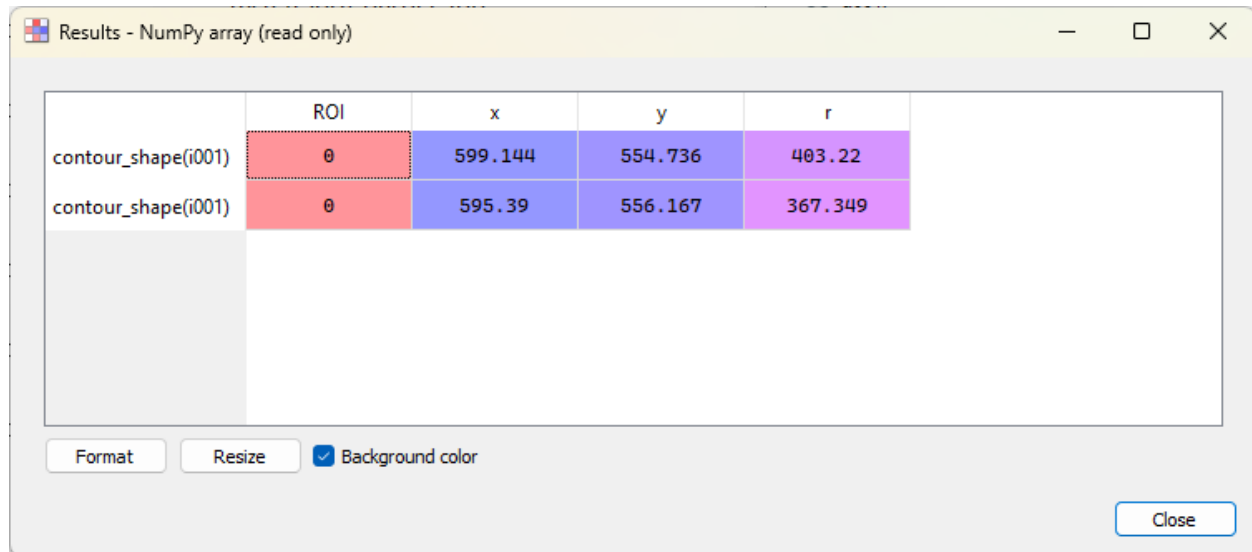 Results - NumPy array (read only)
ROI x y r
contour_shape(i001) 0 599.144 554.736 403.22
contour_shape(i001) 0 595.39 556.167 367.349
Format Resize Background color
Close